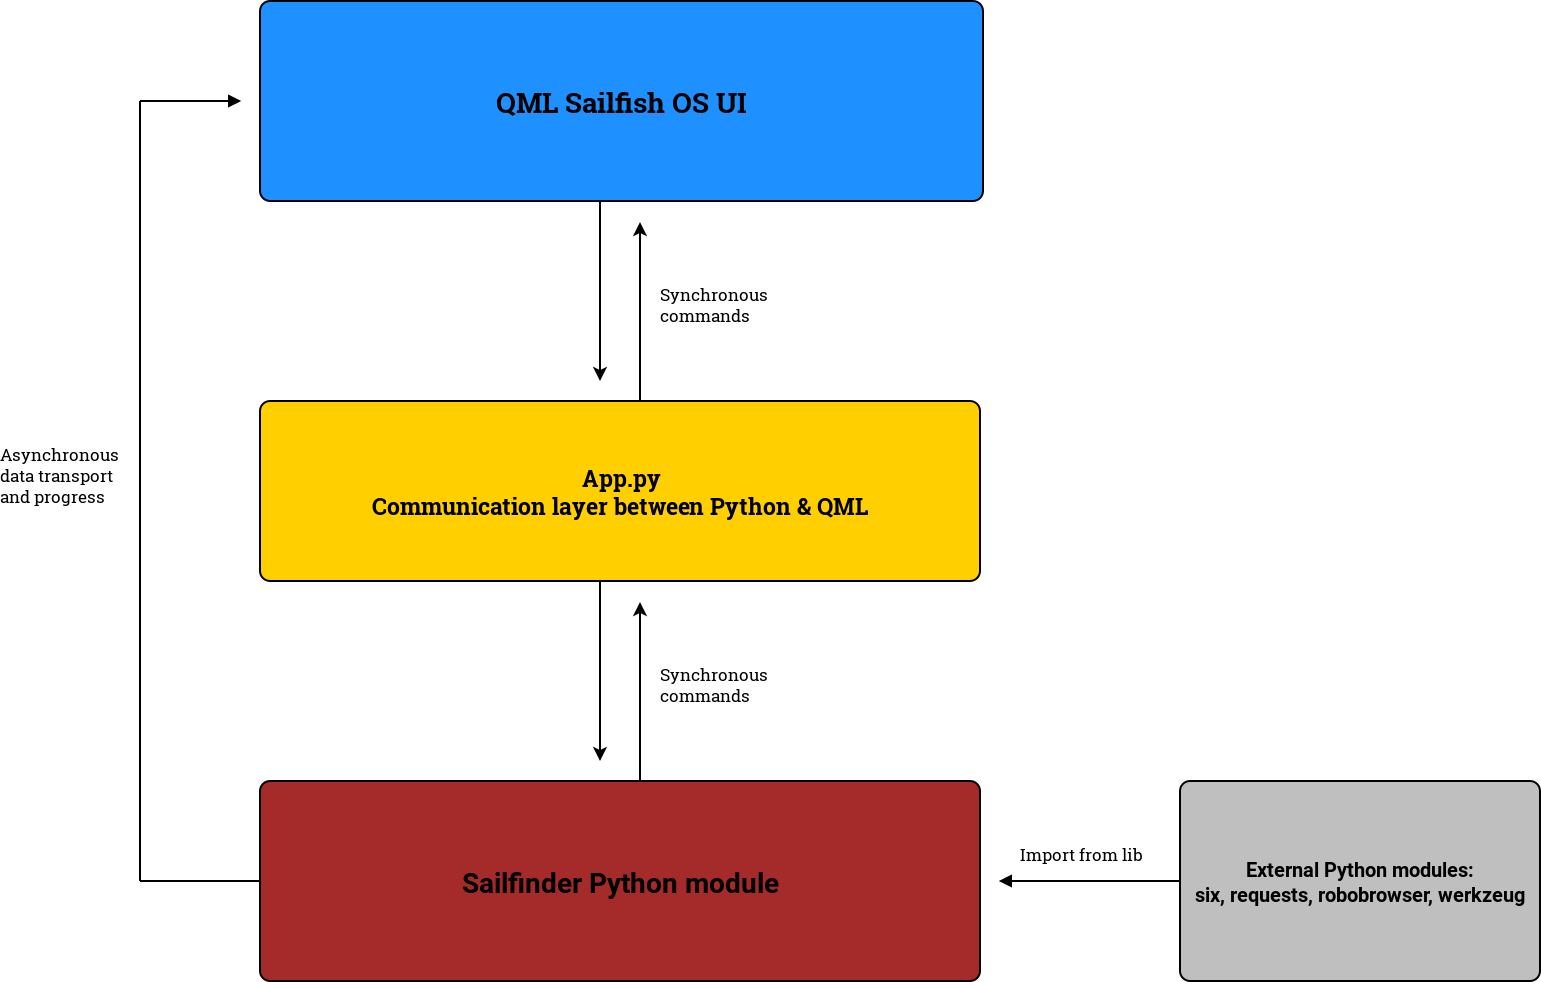 QML Sailfish OS UI
Synchronous
commands
Asynchronous
data transport
and progress
App.py
Communication layer between Python & QML
Synchronous
commands
Sailfinder Python module
Import from lib
External Python modules:
six, requests, robobrowser, werkzeug